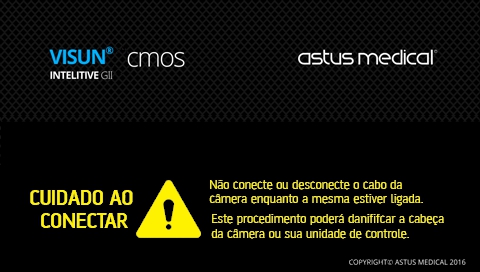 VISUN® cmos
INTELITIVE GII
astus medical®
CUIDADO AO
CONECTAR
Não conecte ou desconecte o cabo da
câmera enquanto a mesma estiver ligada.
Este procedimento poderá danififcar a cabeça
da câmera ou sua unidade de controle.
COPYRIGHT© ASTUS MEDICAL 2016